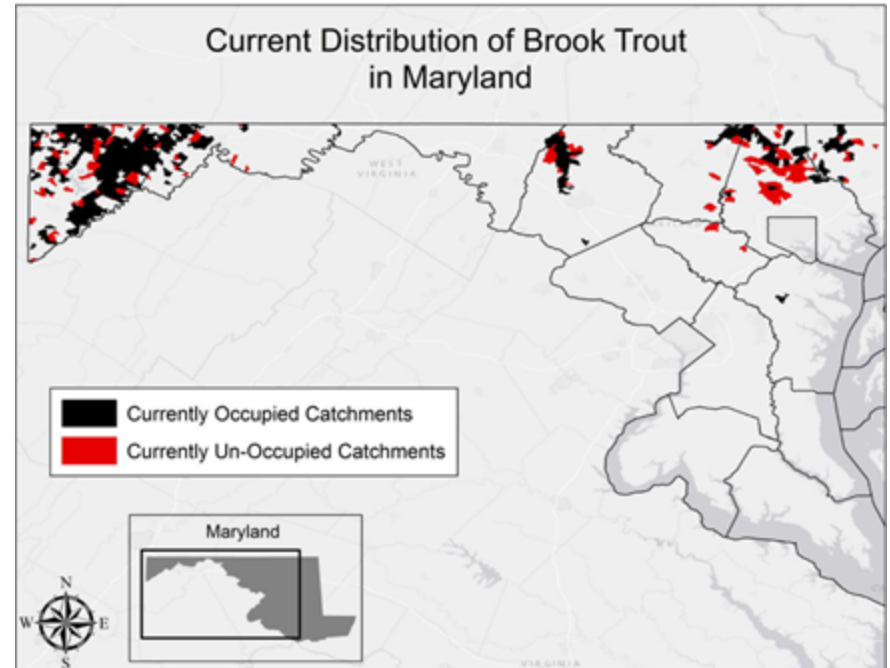 Current Distribution of Brook Trout
in Maryland
WEST
VIRGINIA
Currently Occupied Catchments
Currently Un-Occupied Catchments
Maryland
N
W
E
S
VIRGINIA